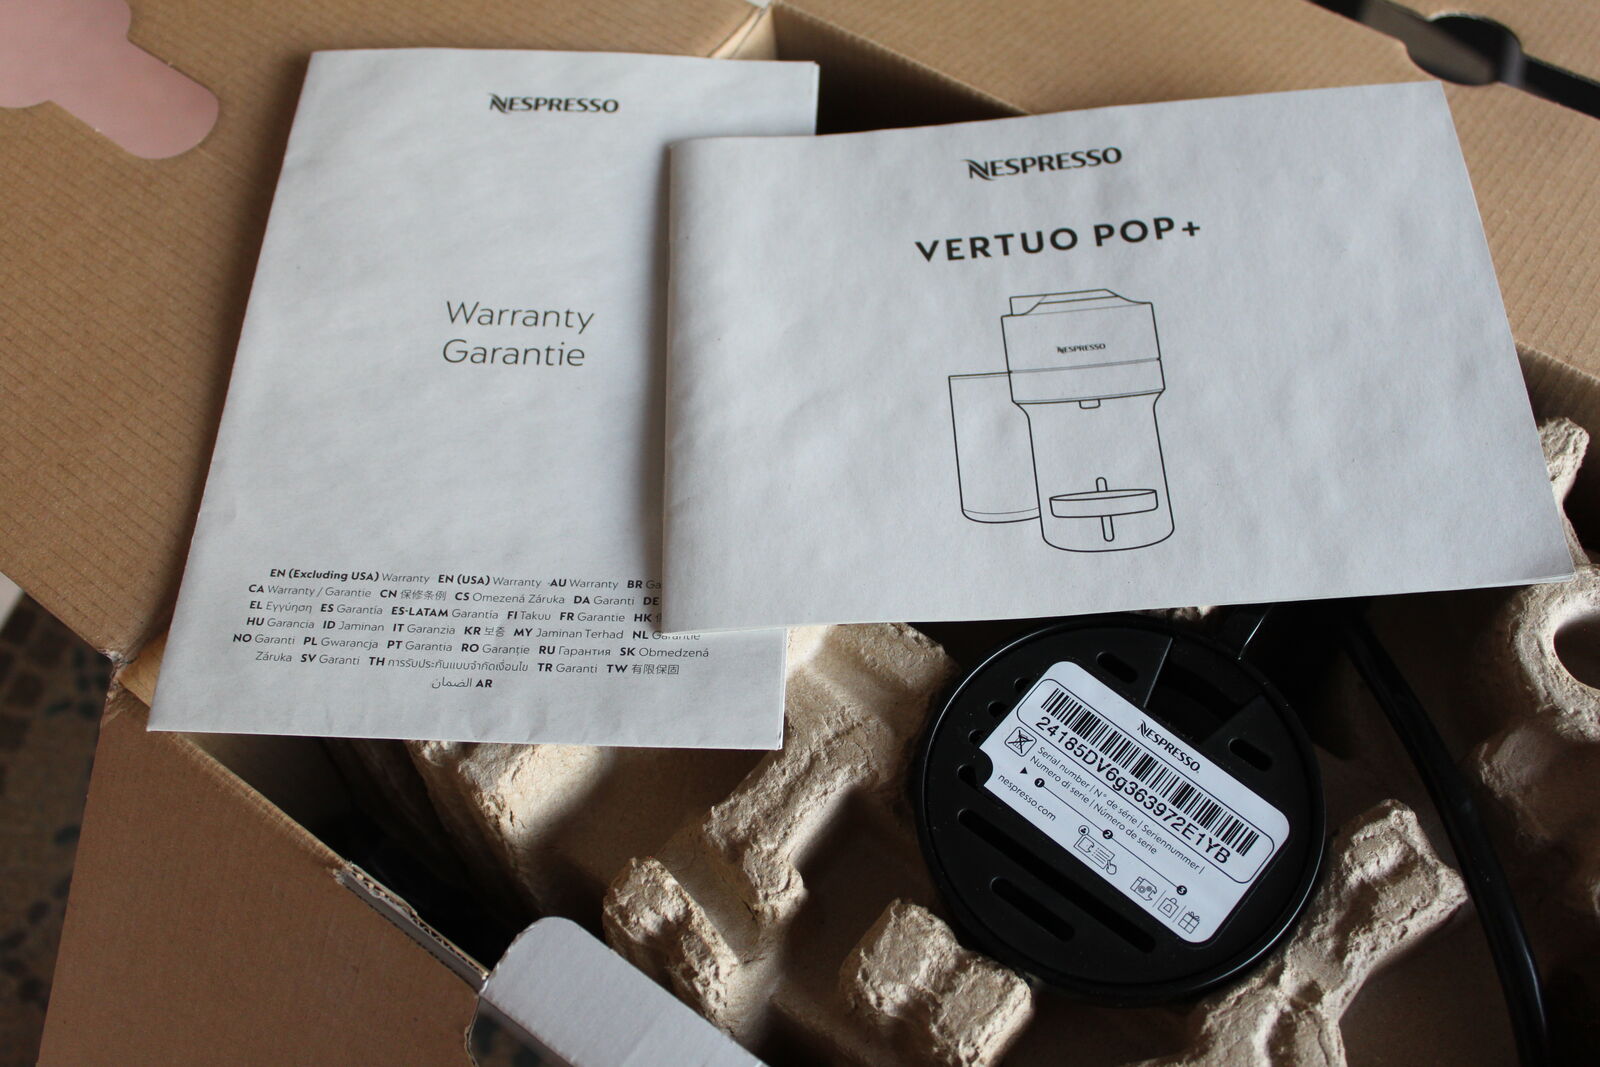 NESPRESSO
Warranty
Garantie
EN (Excluding USA) Warranty EN (USA) Warranty AU Warranty BR
CA Warranty / Garantie CN 保修条例 CS Omezená Záruka DA Garanti DE
EL Εγγύηση ES Garantía ES-LATAM Garantía FI Takuu FR Garantie HK
HU Garancia ID Jaminan IT Garanzia KR 보증 MY Jaminan Terhad NL Garantie
NO Garanti PL Gwarancja PT Garantia RO Garanție RU Гарантия SK Obmedzená
Záruka SV Garanti TH การรับประกันแบบจำกัดเงื่อนไข TR Garanti TW 有限保固
الضمان AR
NESPRESSO
VERTUO POP+
NESPRESSO
NESPRESSO
24185DV6g363972E1YB
Serial number | N° de série | Seriennummer |
Numero di serie | Número de serie
1
2
3
nespresso.com